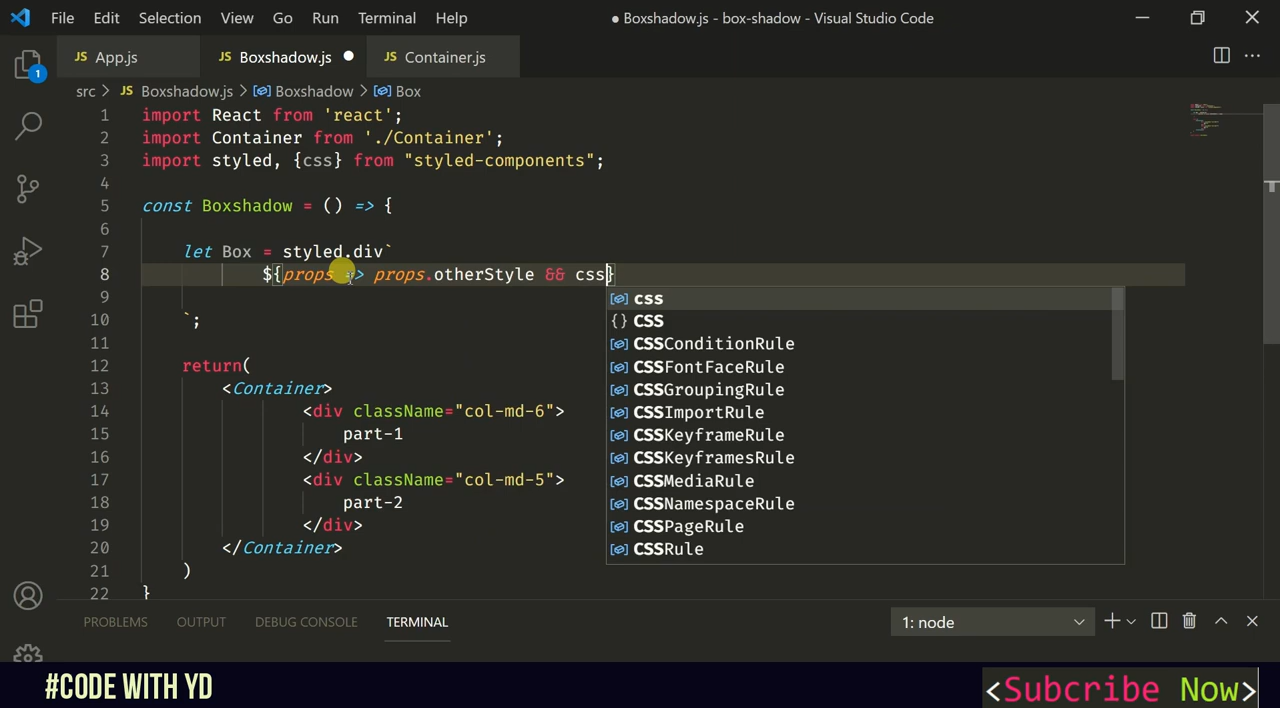 File Edit Selection View Go Run Terminal Help
● Boxshadow.js - box-shadow - Visual Studio Code
JS App.js JS Boxshadow.js ● JS Container.js
1
src > JS Boxshadow.js > Boxshadow > Box
1 import React from 'react';
2 import Container from './Container';
3 import styled, {css} from "styled-components";
4
5 const Boxshadow = () => {
6
7 let Box = styled.div`
8 ${props => props.otherStyle && css}
9
10 `;
11
12 return(
13 <Container>
14 <div className="col-md-6">
15 part-1
16 </div>
17 <div className="col-md-5">
18 part-2
19 </div>
20 </Container>
21 )
22 }
css
{} CSS
CSSConditionRule
CSSFontFaceRule
CSSGroupingRule
CSSImportRule
CSSKeyframeRule
CSSKeyframesRule
CSSMediaRule
CSSNamespaceRule
CSSPageRule
CSSRule
PROBLEMS OUTPUT DEBUG CONSOLE TERMINAL 1: node
#CODE WITH YD
<Subcribe Now>